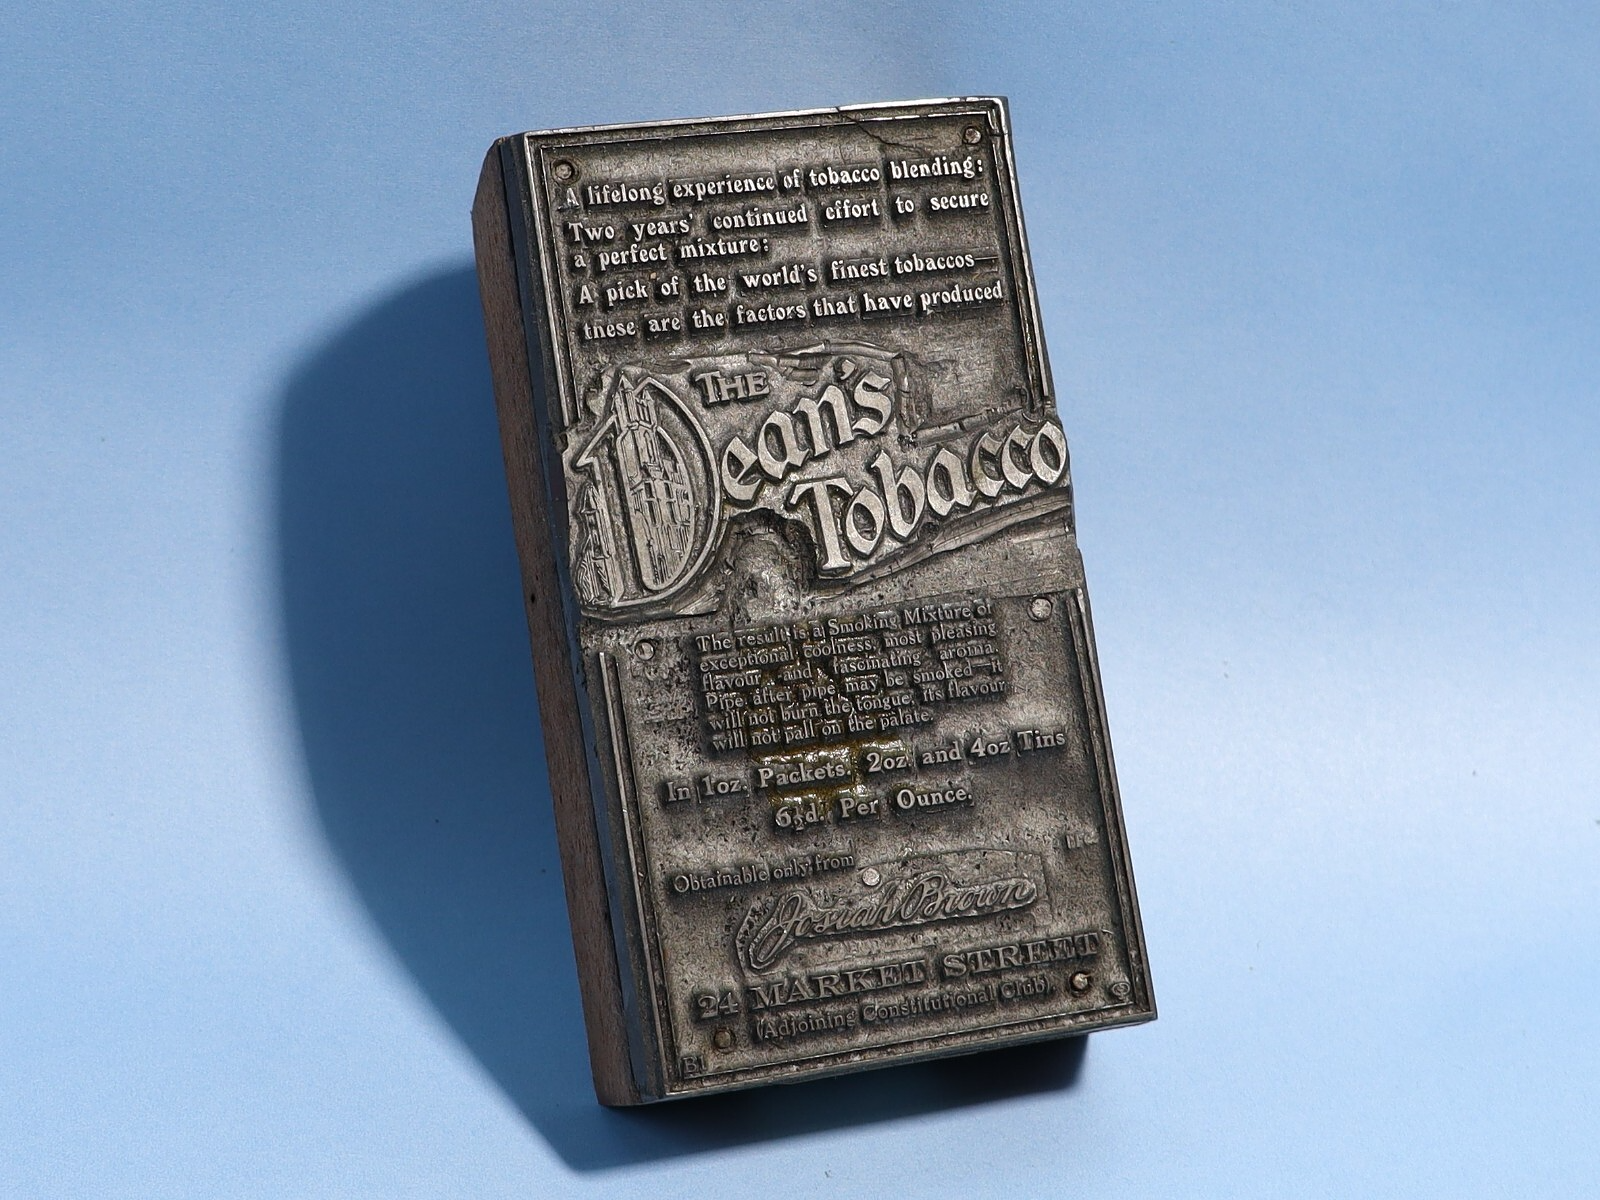 A lifelong experience of tobacco blending:
Two years' continued effort to secure
a perfect mixture:
A pick of the world's finest tobaccos—
these are the factors that have produced
THE
Dean's
Tobacco
The result is a Smoking Mixture of
exceptional coolness, most pleasing
flavour and fascinating aroma.
Pipe after pipe may be smoked—it
will not burn the tongue, its flavour
will not pall on the palate.
In 1oz. Packets. 2oz. and 4oz Tins
6½d. Per Ounce.
Obtainable only from
Josiah Brown
24 MARKET STREET
(Adjoining Constitutional Club)
B